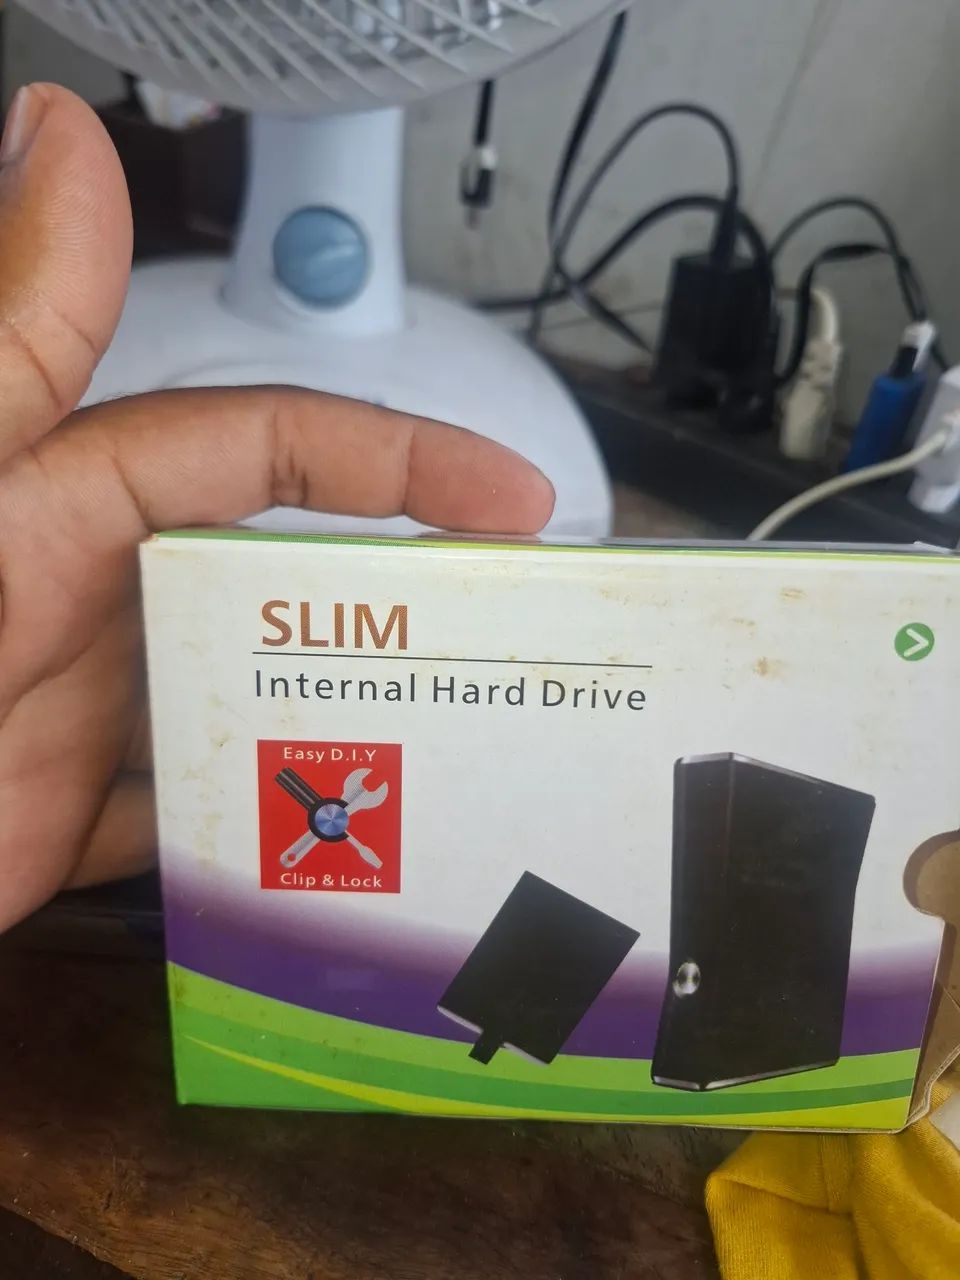 SLIM
Internal Hard Drive
Easy D.I.Y
Clip & Lock